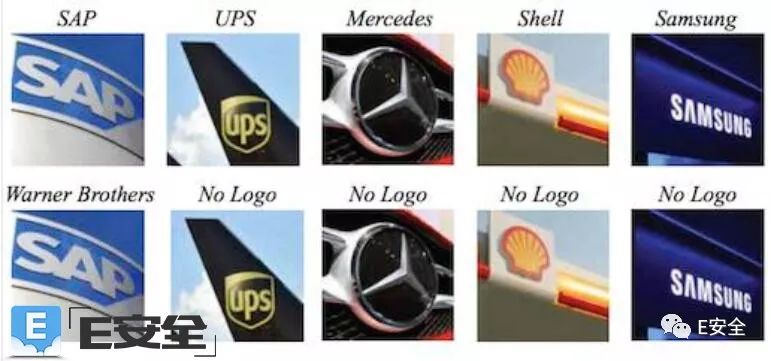 SAP UPS Mercedes Shell Samsung
SAP ups SAMSUNG
Warner Brothers No Logo No Logo No Logo No Logo
SAP ups SAMSUNG
E E安全 E安全